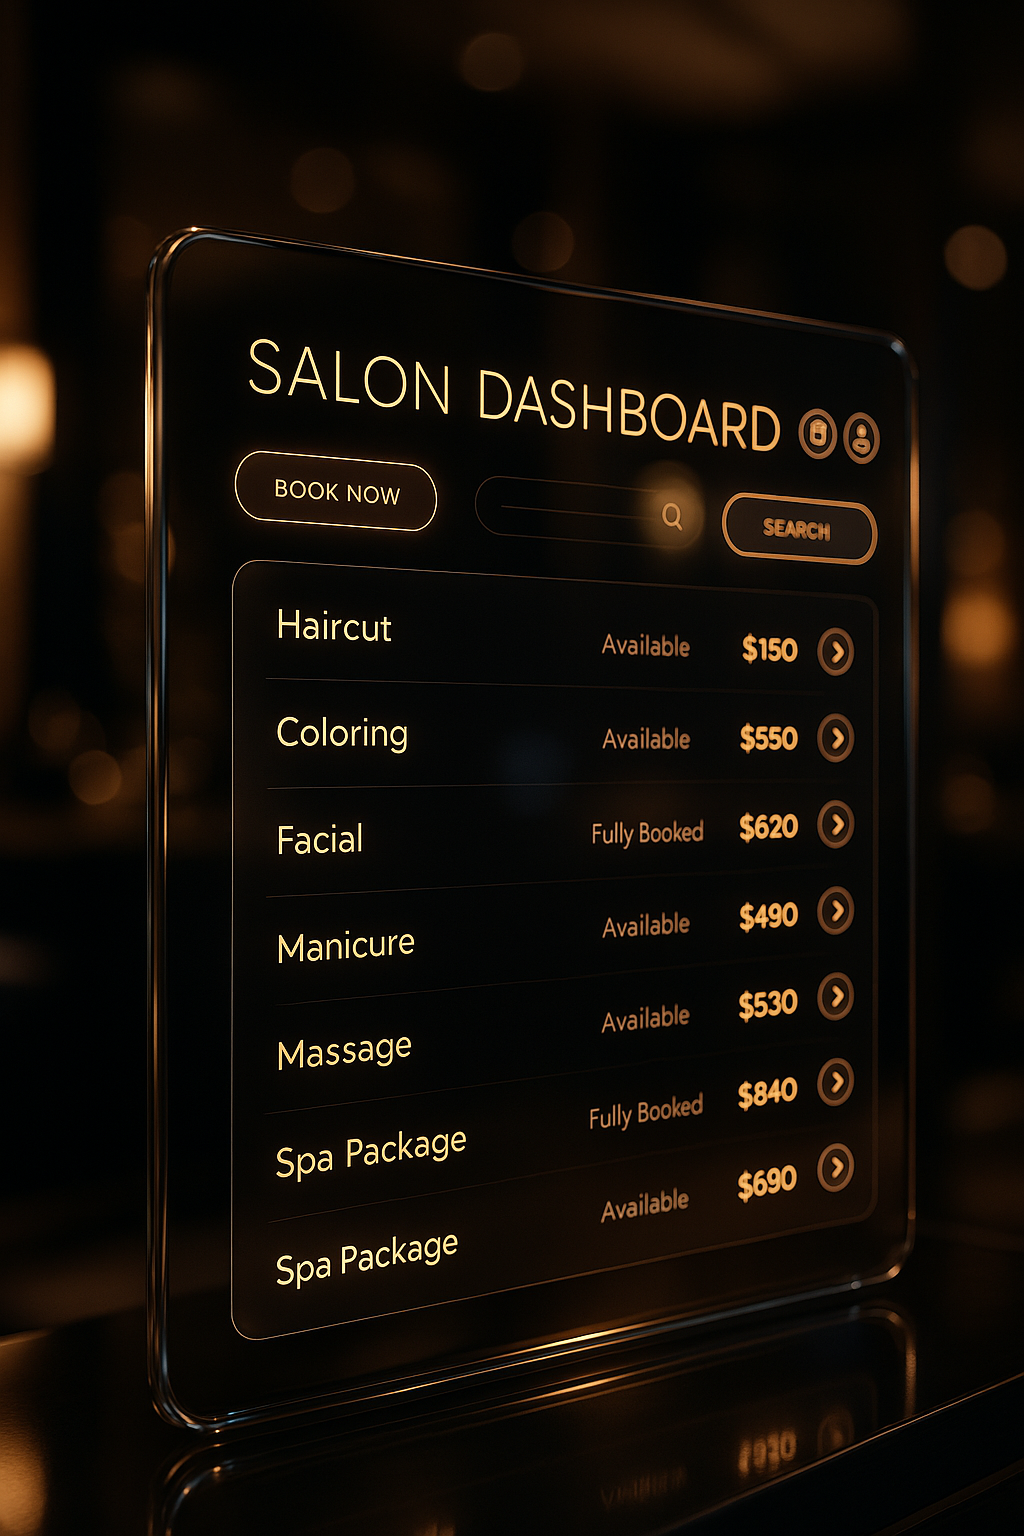 SALON DASHBOARD
BOOK NOW
SEARCH
Haircut Available $150
Coloring Available $550
Facial Fully Booked $620
Manicure Available $490
Massage Available $530
Spa Package Fully Booked $840
Spa Package Available $690